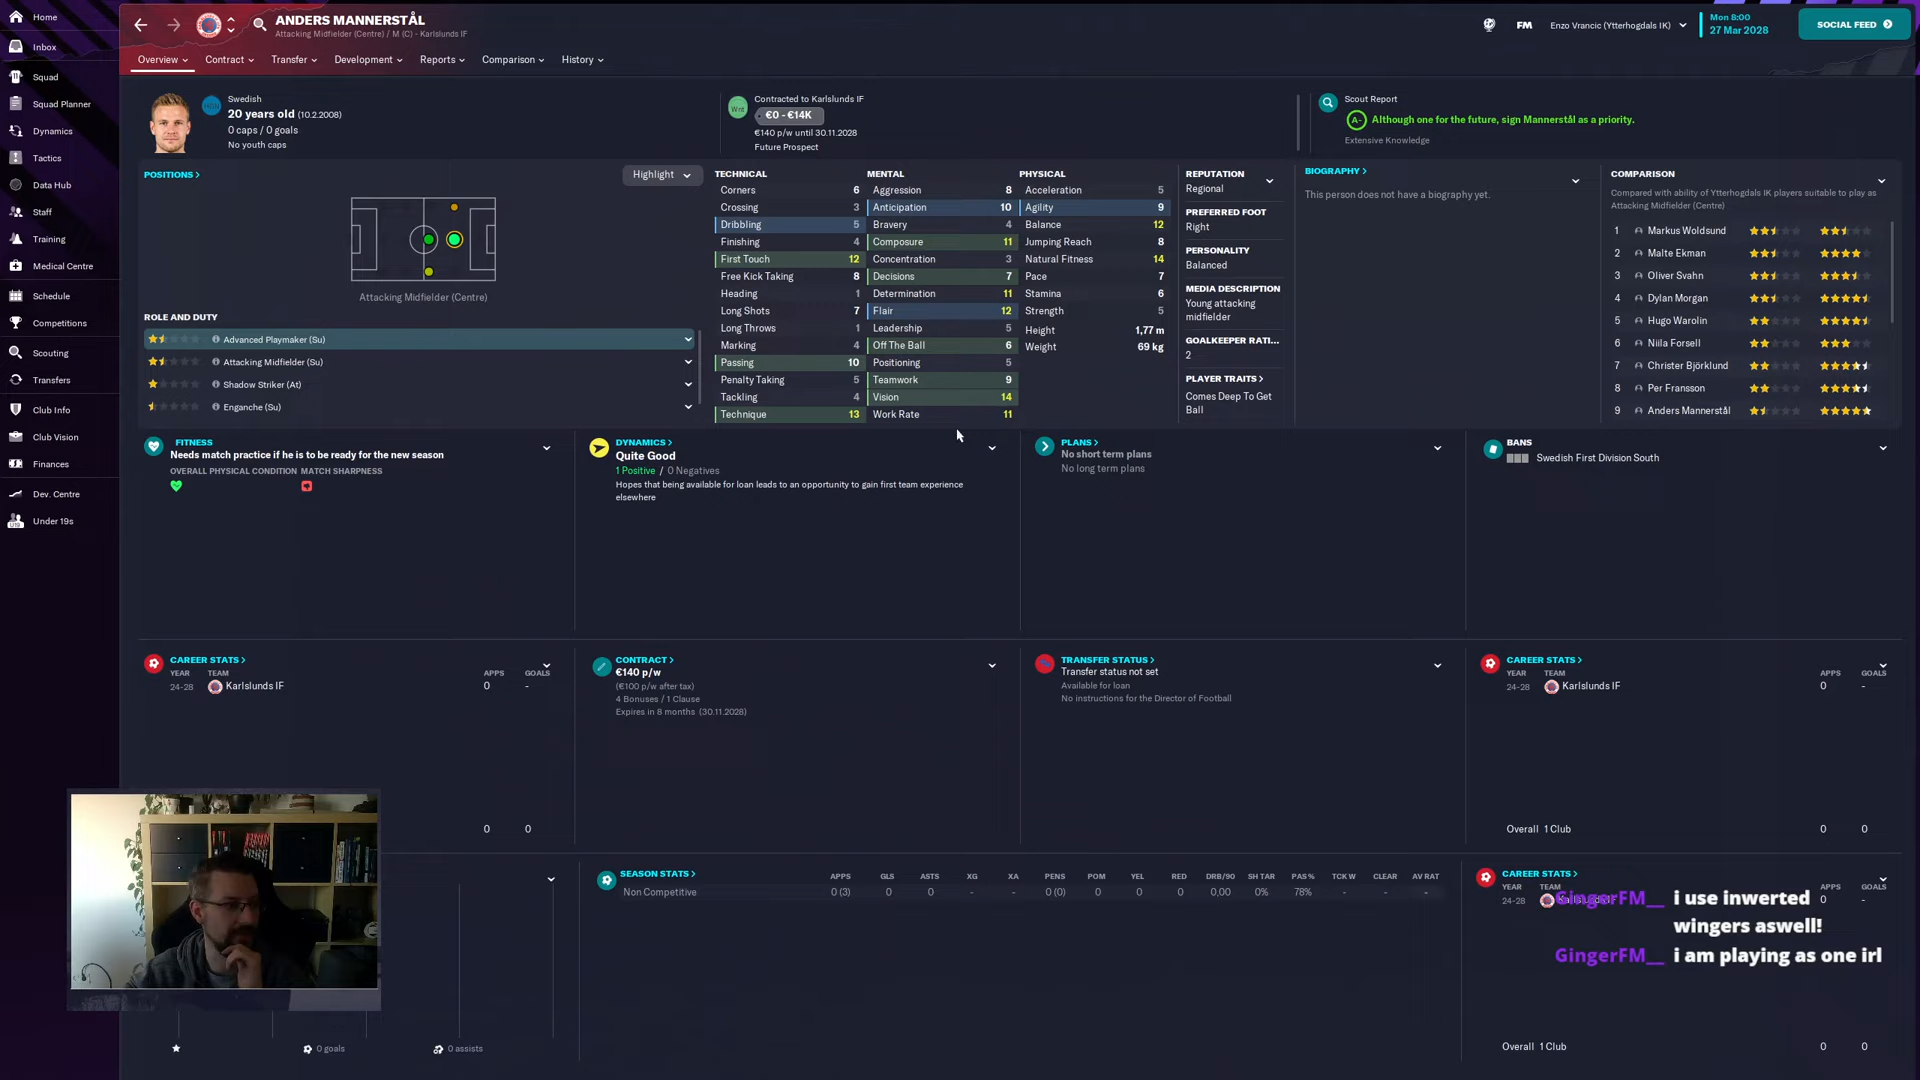 Home
Inbox
Squad
Squad Planner
Dynamics
Tactics
Data Hub
Staff
Training
Medical Centre
Schedule
Competitions
Scouting
Transfers
Club Info
Club Vision
Finances
Dev. Centre
Under 19s
ANDERS MANNERSTÅL
Attacking Midfielder (Centre) / M (C) - Karlslunds IF
FM
Enzo Vrancic (Ytterhogdals IK)
Mon 8:00
27 Mar 2028
SOCIAL FEED
Overview Contract Transfer Development Reports Comparison History
Swedish
20 years old (10.2.2008)
0 caps / 0 goals
No youth caps
Wnt
Contracted to Karlslunds IF
€0 - €14K
€140 p/w until 30.11.2028
Future Prospect
Scout Report
A- Although one for the future, sign Mannerstål as a priority.
Extensive Knowledge
POSITIONS
Highlight
Attacking Midfielder (Centre)
ROLE AND DUTY
Advanced Playmaker (Su)
Attacking Midfielder (Su)
Shadow Striker (At)
Enganche (Su)
TECHNICAL
Corners 6
Crossing 3
Dribbling 5
Finishing 4
First Touch 12
Free Kick Taking 8
Heading 1
Long Shots 7
Long Throws 1
Marking 4
Passing 10
Penalty Taking 5
Tackling 4
Technique 13
MENTAL
Aggression 8
Anticipation 10
Bravery 4
Composure 11
Concentration 3
Decisions 7
Determination 11
Flair 12
Leadership 5
Off The Ball 6
Positioning 5
Teamwork 9
Vision 14
Work Rate 11
PHYSICAL
Acceleration 5
Agility 9
Balance 12
Jumping Reach 8
Natural Fitness 14
Pace 7
Stamina 6
Strength 5
Height 1,77 m
Weight 69 kg
REPUTATION
Regional
PREFERRED FOOT
Right
PERSONALITY
Balanced
MEDIA DESCRIPTION
Young attacking
midfielder
GOALKEEPER RATI...
2
PLAYER TRAITS
Comes Deep To Get
Ball
BIOGRAPHY
This person does not have a biography yet.
COMPARISON
Compared with ability of Ytterhogdals IK players suitable to play as
Attacking Midfielder (Centre)
1 Markus Woldsund
2 Malte Ekman
3 Oliver Svahn
4 Dylan Morgan
5 Hugo Warolin
6 Niila Forsell
7 Christer Björklund
8 Per Fransson
9 Anders Mannerstål
FITNESS
Needs match practice if he is to be ready for the new season
OVERALL PHYSICAL CONDITION MATCH SHARPNESS
DYNAMICS
Quite Good
1 Positive / 0 Negatives
Hopes that being available for loan leads to an opportunity to gain first team experience
elsewhere
PLANS
No short term plans
No long term plans
BANS
Swedish First Division South
CAREER STATS
YEAR TEAM APPS GOALS
24-28 Karlslunds IF 0 -
0 0
CONTRACT
€140 p/w
(€100 p/w after tax)
4 Bonuses / 1 Clause
Expires in 8 months (30.11.2028)
TRANSFER STATUS
Transfer status not set
Available for loan
No instructions for the Director of Football
CAREER STATS
YEAR TEAM APPS GOALS
24-28 Karlslunds IF 0 -
Overall 1 Club 0 0
0 goals
0 assists
SEASON STATS
APPS GLS ASTS XG XA PENS POM YEL RED DRB/90 SH TAR PAS % TCK W CLEAR AV RAT
Non Competitive 0 (3) 0 0 - - 0 (0) 0 0 0 0,00 0% 78% - - -
CAREER STATS
YEAR TEAM APPS GOALS
24-28 0 -
GingerFM__ i use inwerted
wingers aswell!
GingerFM__ i am playing as one irl
Overall 1 Club 0 0